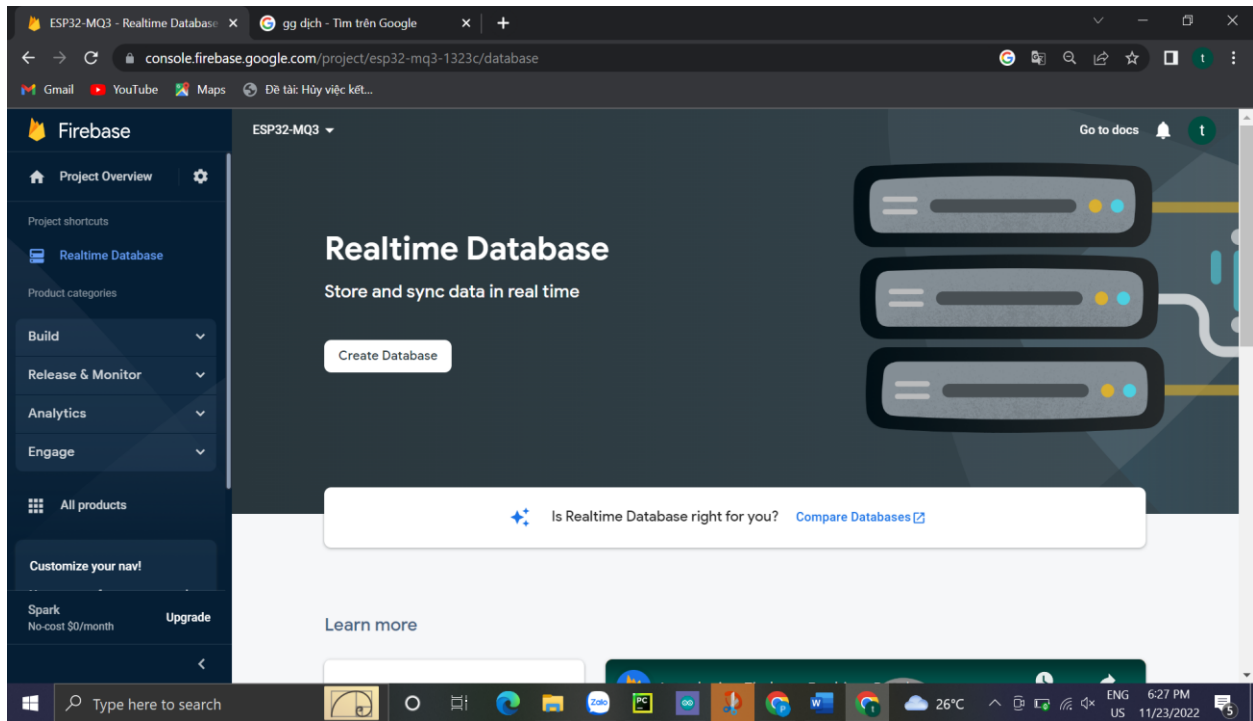 ESP32-MQ3 - Realtime Database
gg dịch - Tìm trên Google
console.firebase.google.com/project/esp32-mq3-1323c/database
t
Gmail
YouTube
Maps
Đề tài: Hủy việc kết...
Firebase
ESP32-MQ3
Go to docs
t
Project Overview
Project shortcuts
Realtime Database
Realtime Database
Product categories
Store and sync data in real time
Build
Create Database
Release & Monitor
Analytics
Engage
All products
Is Realtime Database right for you? Compare Databases
Customize your nav!
Spark
No-cost $0/month
Upgrade
Learn more
Type here to search
Zalo
PC
26°C
ENG
US
6:27 PM
11/23/2022
5